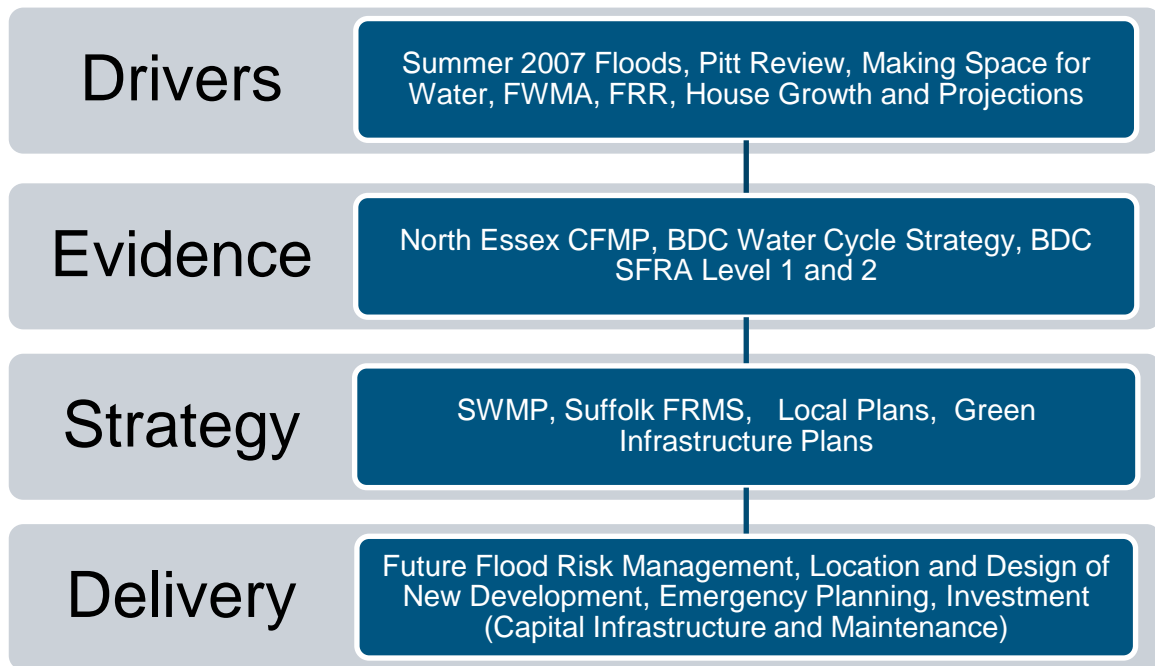 Drivers
Summer 2007 Floods, Pitt Review, Making Space for
Water, FWMA, FRR, House Growth and Projections
Evidence
North Essex CFMP, BDC Water Cycle Strategy, BDC
SFRA Level 1 and 2
Strategy
SWMP, Suffolk FRMS, Local Plans, Green
Infrastructure Plans
Delivery
Future Flood Risk Management, Location and Design of
New Development, Emergency Planning, Investment
(Capital Infrastructure and Maintenance)